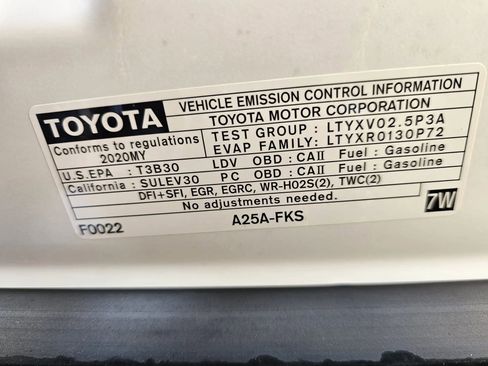 TOYOTA
VEHICLE EMISSION CONTROL INFORMATION
TOYOTA MOTOR CORPORATION
Conforms to regulations
2020MY
TEST GROUP : LTYXV02.5P3A
EVAP FAMILY: LTYXR0130P72
U.S.EPA : T3B30 LDV OBD : CAII Fuel : Gasoline
California : SULEV30 PC OBD : CAII Fuel : Gasoline
DFI+SFI, EGR, EGRC, WR-HO2S(2), TWC(2)
No adjustments needed.
F0022 A25A-FKS 7W